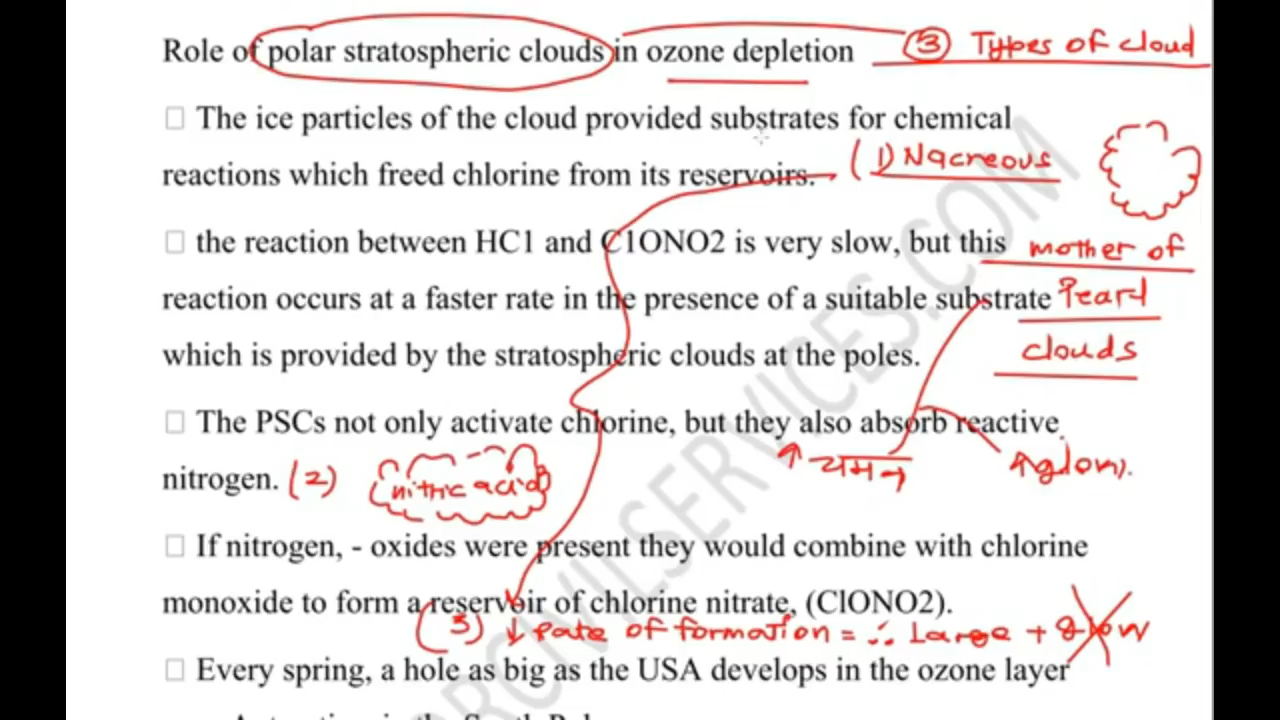 Role of polar stratospheric clouds in ozone depletion ③ Types of cloud
□ The ice particles of the cloud provided substrates for chemical
(1) Nacreous
reactions which freed chlorine from its reservoirs.
□ the reaction between HC1 and C1ONO2 is very slow, but this mother of
reaction occurs at a faster rate in the presence of a suitable substrate Pearl
which is provided by the stratospheric clouds at the poles. clouds
□ The PSCs not only activate chlorine, but they also absorb reactive
nitrogen. (2) nitric acid
□ If nitrogen, - oxides were present they would combine with chlorine
monoxide to form a reservoir of chlorine nitrate, (ClONO2).
(3) ↓ Rate of formation = ∴ Large + slow
□ Every spring, a hole as big as the USA develops in the ozone layer